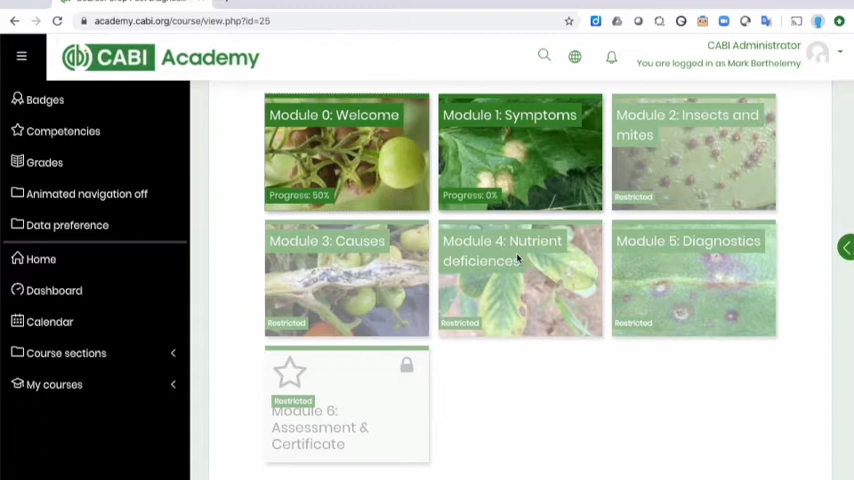 academy.cabi.org/course/view.php?id=25
CABI Academy
CABI Administrator
You are logged in as Mark Berthelemy
Badges
Competencies
Grades
Animated navigation off
Data preference
Home
Dashboard
Calendar
Course sections
My courses
Module 0: Welcome
Progress: 50%
Module 1: Symptoms
Progress: 0%
Module 2: Insects and
mites
Restricted
Module 3: Causes
Restricted
Module 4: Nutrient
deficiences
Restricted
Module 5: Diagnostics
Restricted
Restricted
Module 6:
Assessment &
Certificate